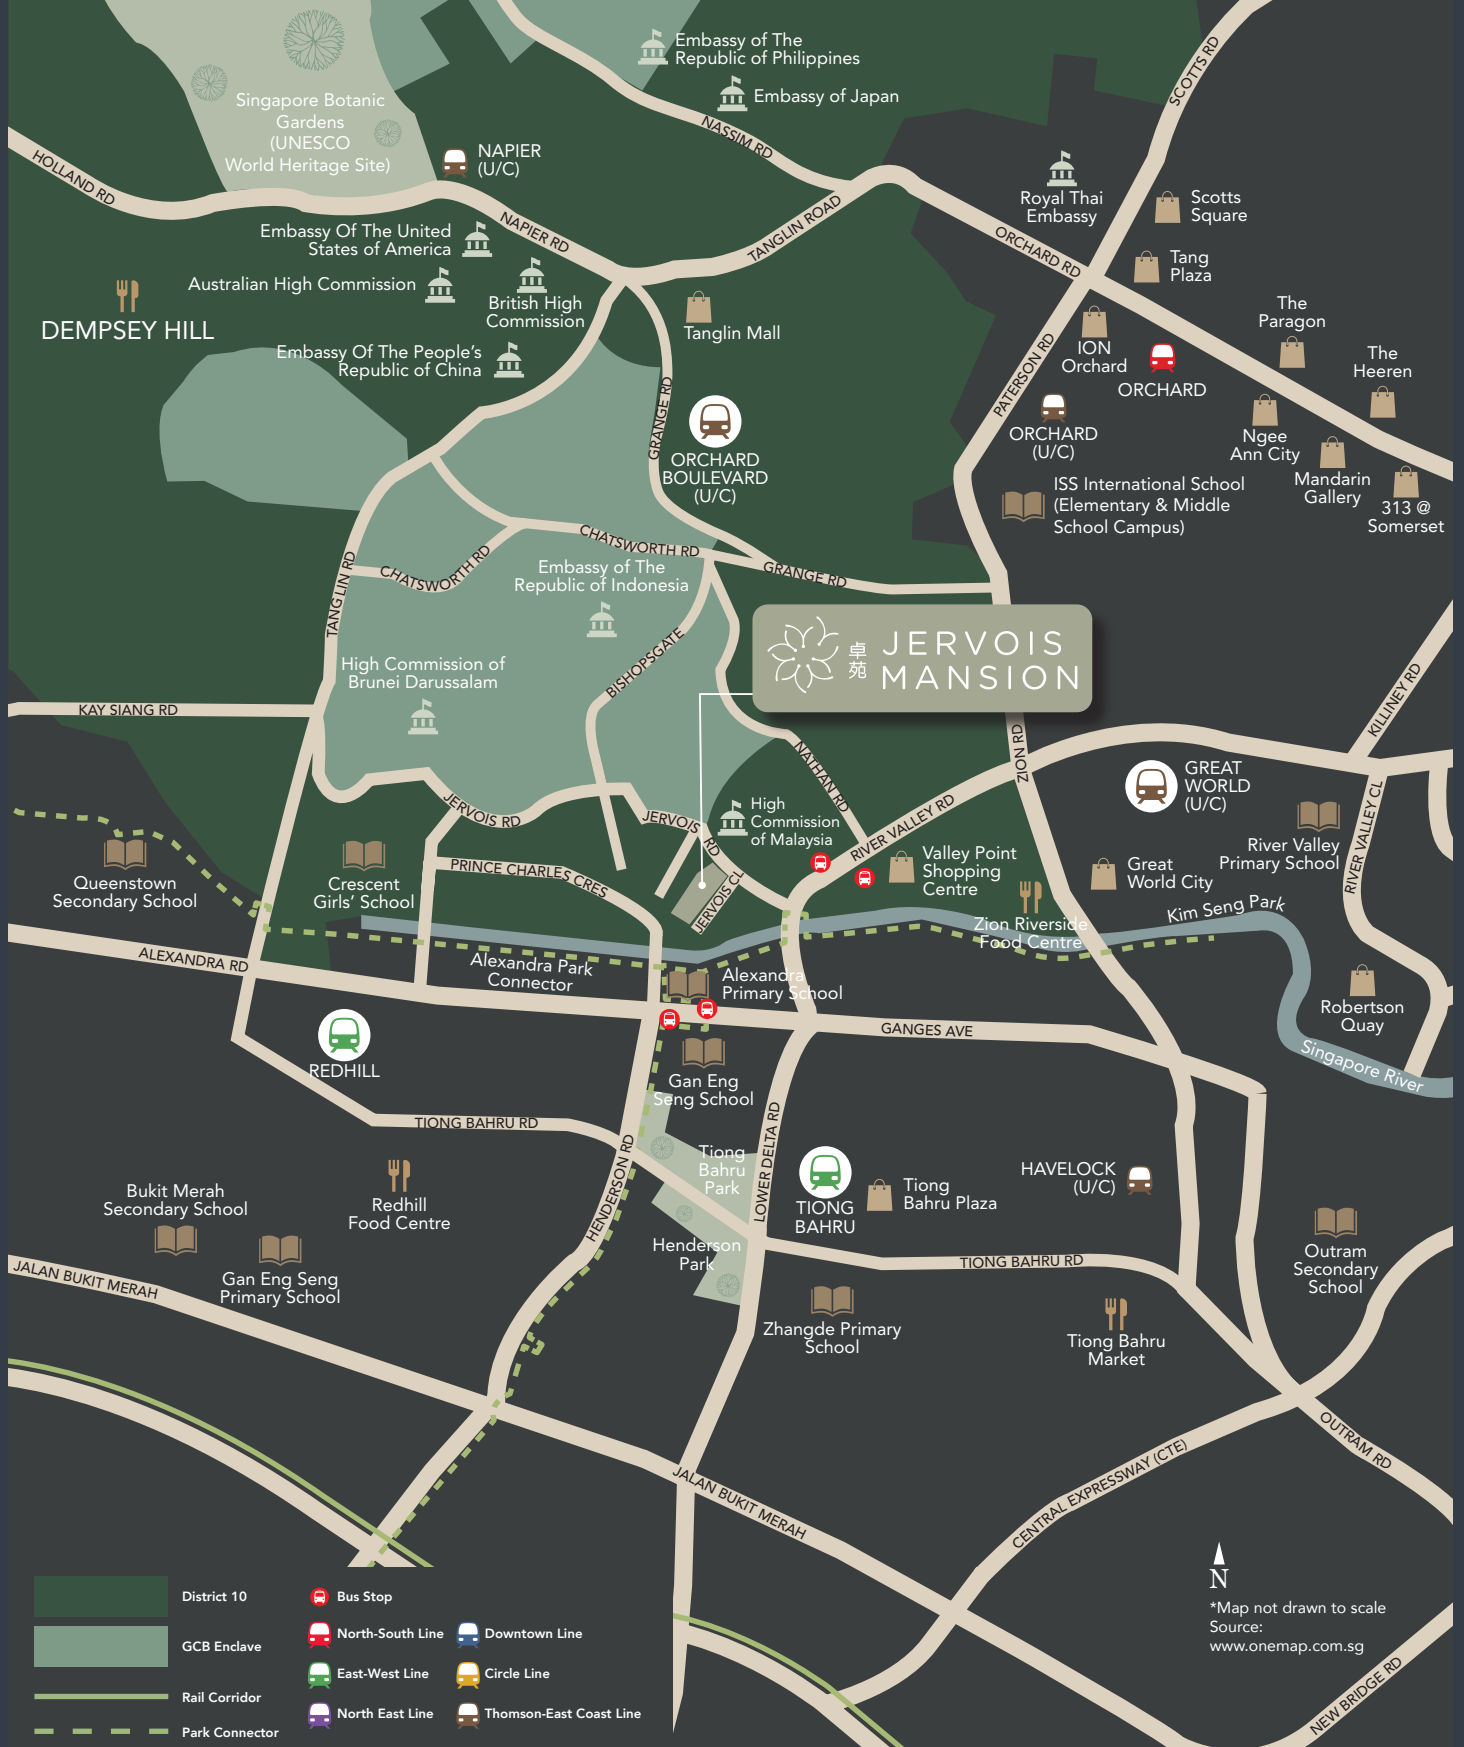 Embassy of The
Republic of Philippines
Embassy of Japan
SCOTTS RD
NASSIM RD
Singapore Botanic
Gardens
(UNESCO
World Heritage Site)
HOLLAND RD
NAPIER
(U/C)
NAPIER RD
TANGLIN ROAD
Royal Thai
Embassy
Scotts
Square
ORCHARD RD
Tang
Plaza
Embassy Of The United
States of America
Australian High Commission
British High
Commission
DEMPSEY HILL
Embassy Of The People's
Republic of China
Tanglin Mall
The
Paragon
ION
Orchard
ORCHARD
The
Heeren
PATERSON RD
GRANGE RD
ORCHARD
BOULEVARD
(U/C)
ORCHARD
(U/C)
Ngee
Ann City
Mandarin
Gallery
313 @
Somerset
ISS International School
(Elementary & Middle
School Campus)
CHATSWORTH RD
CHATSWORTH RD
GRANGE RD
TANGLIN RD
Embassy of The
Republic of Indonesia
BISHOPSGATE
High Commission of
Brunei Darussalam
卓
苑
JERVOIS
MANSION
KAY SIANG RD
KILLINEY RD
ZION RD
NATHAN RD
GREAT
WORLD
(U/C)
JERVOIS RD
JERVOIS RD
High
Commission
of Malaysia
RIVER VALLEY RD
RIVER VALLEY CL
River Valley
Primary School
Valley Point
Shopping
Centre
Great
World City
Queenstown
Secondary School
Crescent
Girls' School
PRINCE CHARLES CRES
JERVOIS CL
Zion Riverside
Food Centre
Kim Seng Park
ALEXANDRA RD
Alexandra Park
Connector
Alexandra
Primary School
Robertson
Quay
GANGES AVE
Singapore River
REDHILL
Gan Eng
Seng School
TIONG BAHRU RD
HENDERSON RD
Tiong
Bahru
Park
LOWER DELTA RD
TIONG
BAHRU
Tiong
Bahru Plaza
HAVELOCK
(U/C)
Bukit Merah
Secondary School
Redhill
Food Centre
Henderson
Park
TIONG BAHRU RD
Outram
Secondary
School
JALAN BUKIT MERAH
Gan Eng Seng
Primary School
Zhangde Primary
School
Tiong Bahru
Market
OUTRAM RD
JALAN BUKIT MERAH
CENTRAL EXPRESSWAY (CTE)
N
*Map not drawn to scale
Source:
www.onemap.com.sg
NEW BRIDGE RD
District 10
GCB Enclave
Rail Corridor
Park Connector
Bus Stop
North-South Line
East-West Line
North East Line
Downtown Line
Circle Line
Thomson-East Coast Line